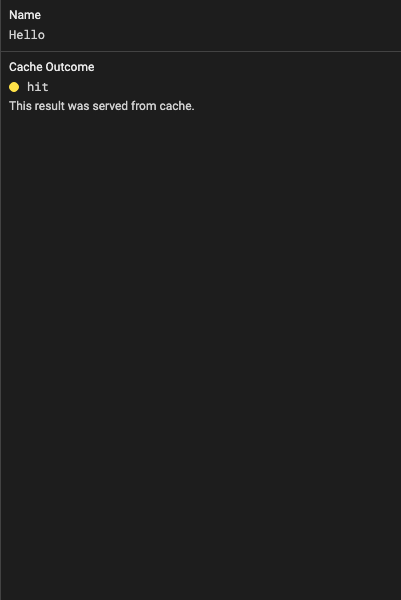 Name
Hello
Cache Outcome
hit
This result was served from cache.